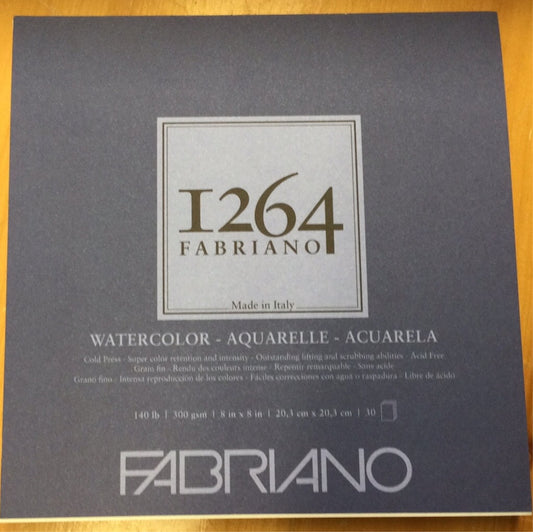 1264
FABRIANO
Made in Italy
WATERCOLOR - AQUARELLE - ACUARELA
Cold Press - Super color retention and intensity - Outstanding lifting and scrubbing abilities - Acid Free
Grain fin - Rendu des couleurs intense - Repentir remarquable - Sans acide
Grano fino - Intensa reproducción de los colores - Fáciles correcciones con agua o raspadura - Libre de ácido
140 lb | 300 gsm | 8 in x 8 in | 20,3 cm x 20,3 cm | 30
FABRIANO